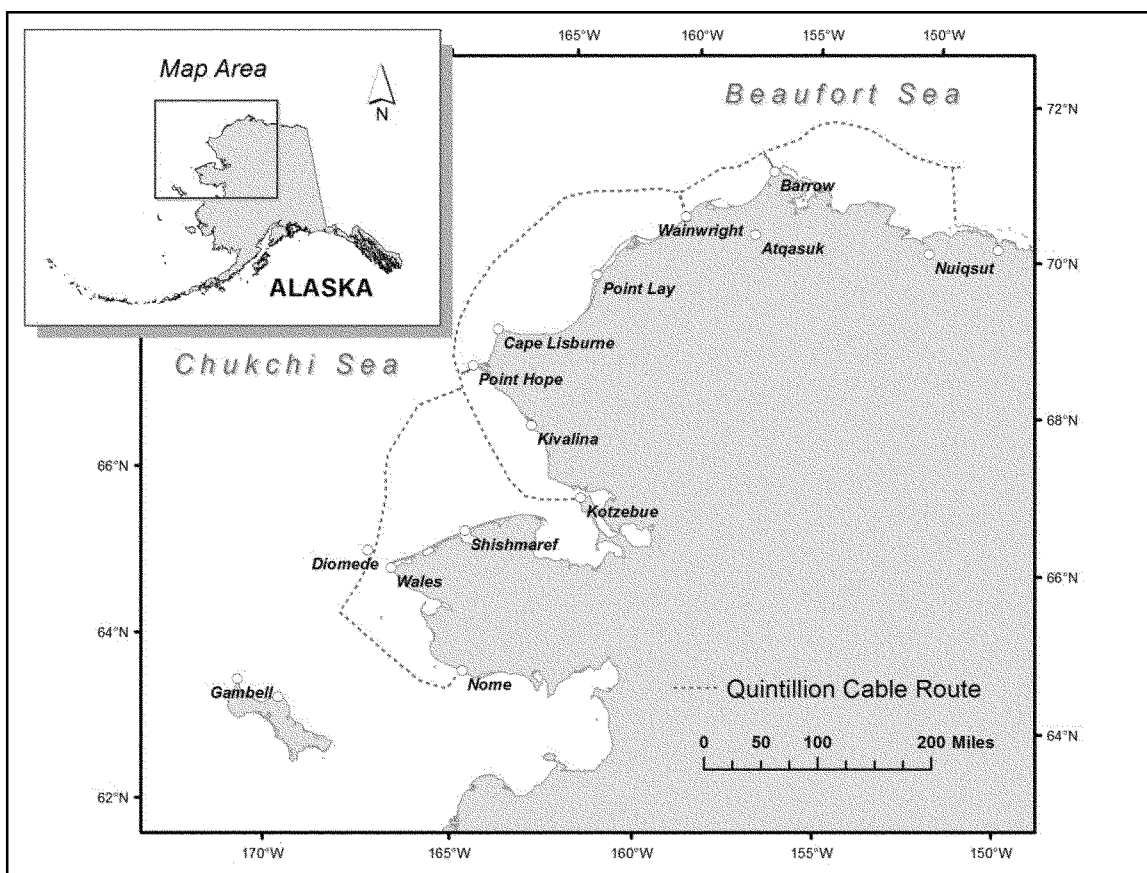 165°W 160°W 155°W 150°W
Map Area
N
ALASKA
Beaufort Sea
72°N
Barrow
Wainwright
Atqasuk
Nuiqsut
70°N
Point Lay
Cape Lisburne
Chukchi Sea
Point Hope
68°N
Kivalina
66°N
Kotzebue
Shishmaref
Diomede
Wales
66°N
64°N
Nome
Gambell
Quintillion Cable Route
0 50 100 200 Miles
64°N
62°N
170°W 165°W 160°W 155°W 150°W